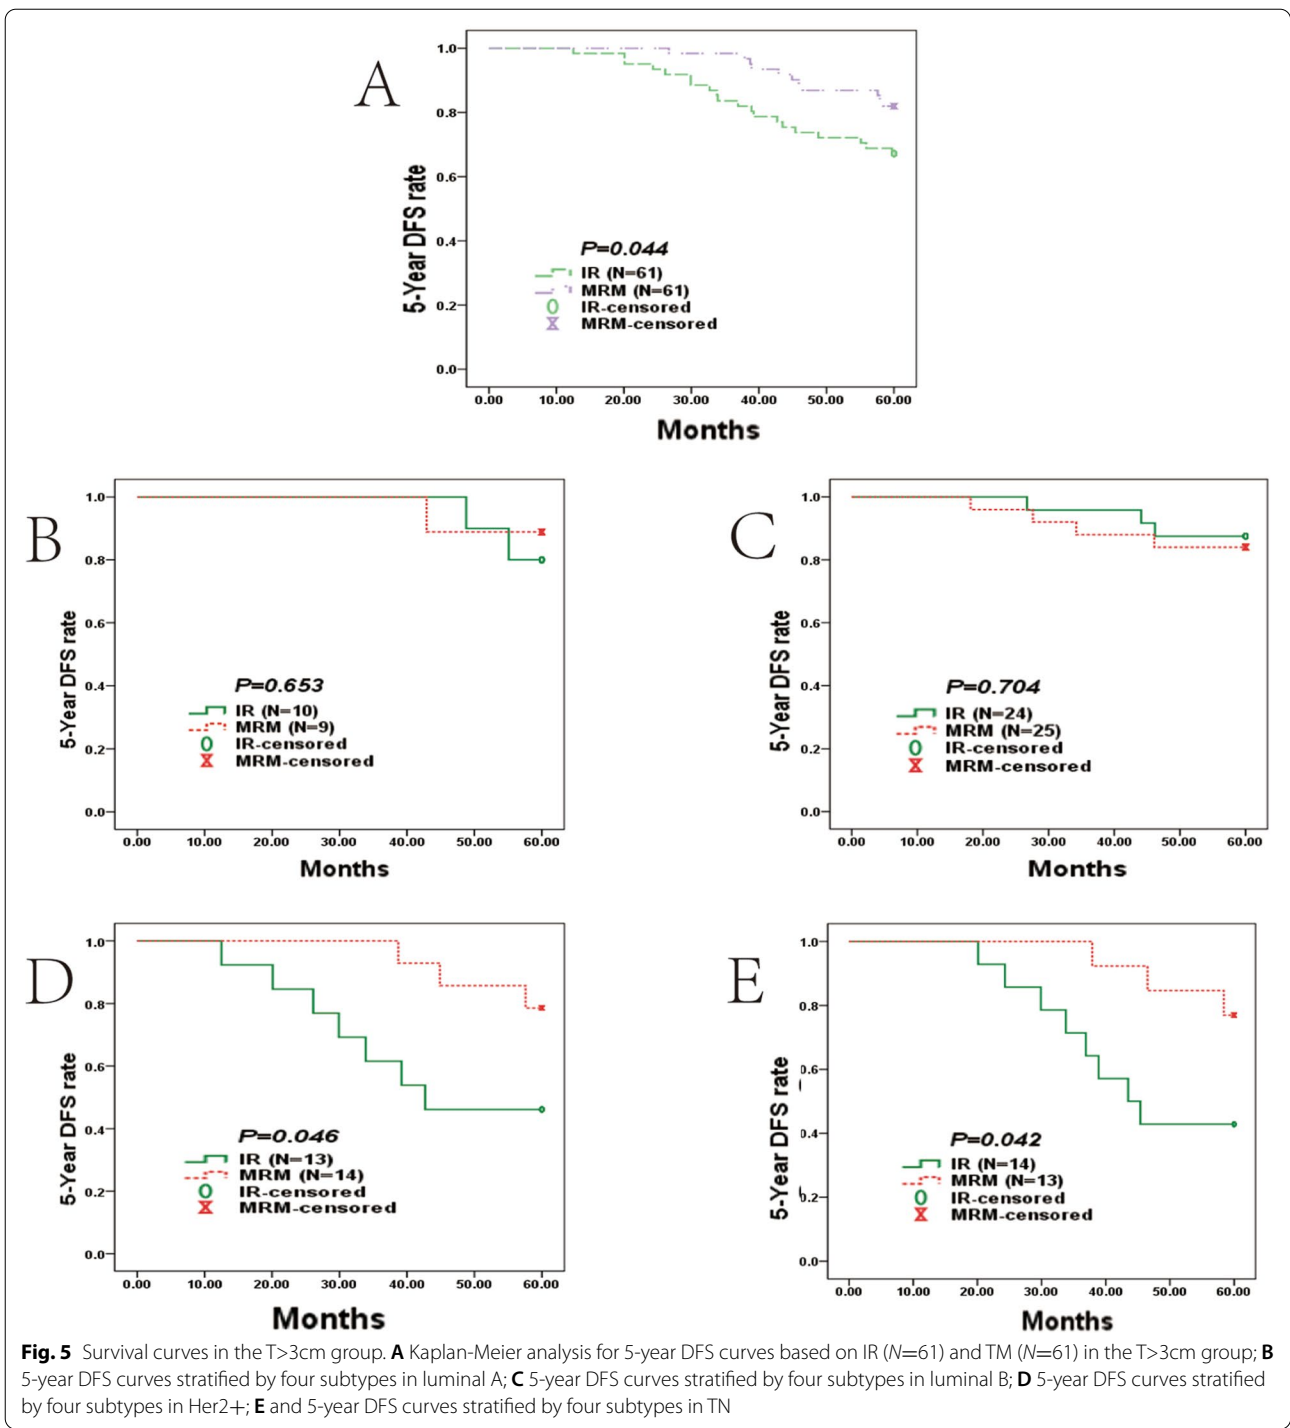 A
1.0
0.8
0.6
0.4
0.2
0.0
5-Year DFS rate
P=0.044
IR (N=61)
MRM (N=61)
IR-censored
MRM-censored
0.00 10.00 20.00 30.00 40.00 50.00 60.00
Months
B
1.0
0.8
0.6
0.4
0.2
0.0
5-Year DFS rate
P=0.653
IR (N=10)
MRM (N=9)
IR-censored
MRM-censored
0.00 10.00 20.00 30.00 40.00 50.00 60.00
Months
C
1.0
0.8
0.6
0.4
0.2
0.0
5-Year DFS rate
P=0.704
IR (N=24)
MRM (N=25)
IR-censored
MRM-censored
0.00 10.00 20.00 30.00 40.00 50.00 60.00
Months
D
1.0
0.8
0.6
0.4
0.2
0.0
5-Year DFS rate
P=0.046
IR (N=13)
MRM (N=14)
IR-censored
MRM-censored
0.00 10.00 20.00 30.00 40.00 50.00 60.00
Months
E
1.0
0.8
0.6
0.4
0.2
0.0
5-Year DFS rate
P=0.042
IR (N=14)
MRM (N=13)
IR-censored
MRM-censored
0.00 10.00 20.00 30.00 40.00 50.00 60.00
Months
Fig. 5 Survival curves in the T>3cm group. A Kaplan-Meier analysis for 5-year DFS curves based on IR (N=61) and TM (N=61) in the T>3cm group; B
5-year DFS curves stratified by four subtypes in luminal A; C 5-year DFS curves stratified by four subtypes in luminal B; D 5-year DFS curves stratified
by four subtypes in Her2+; E and 5-year DFS curves stratified by four subtypes in TN